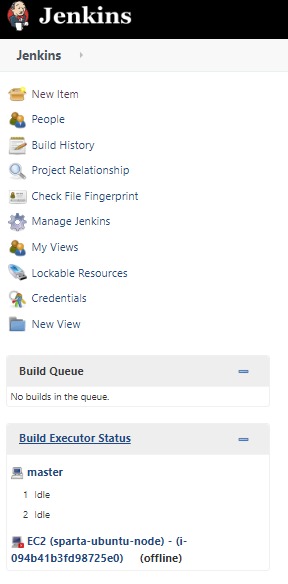 Jenkins
Jenkins
New Item
People
Build History
Project Relationship
Check File Fingerprint
Manage Jenkins
My Views
Lockable Resources
Credentials
New View
Build Queue
No builds in the queue.
Build Executor Status
master
1 Idle
2 Idle
EC2 (sparta-ubuntu-node) - (i-
094b41b3fd98725e0) (offline)